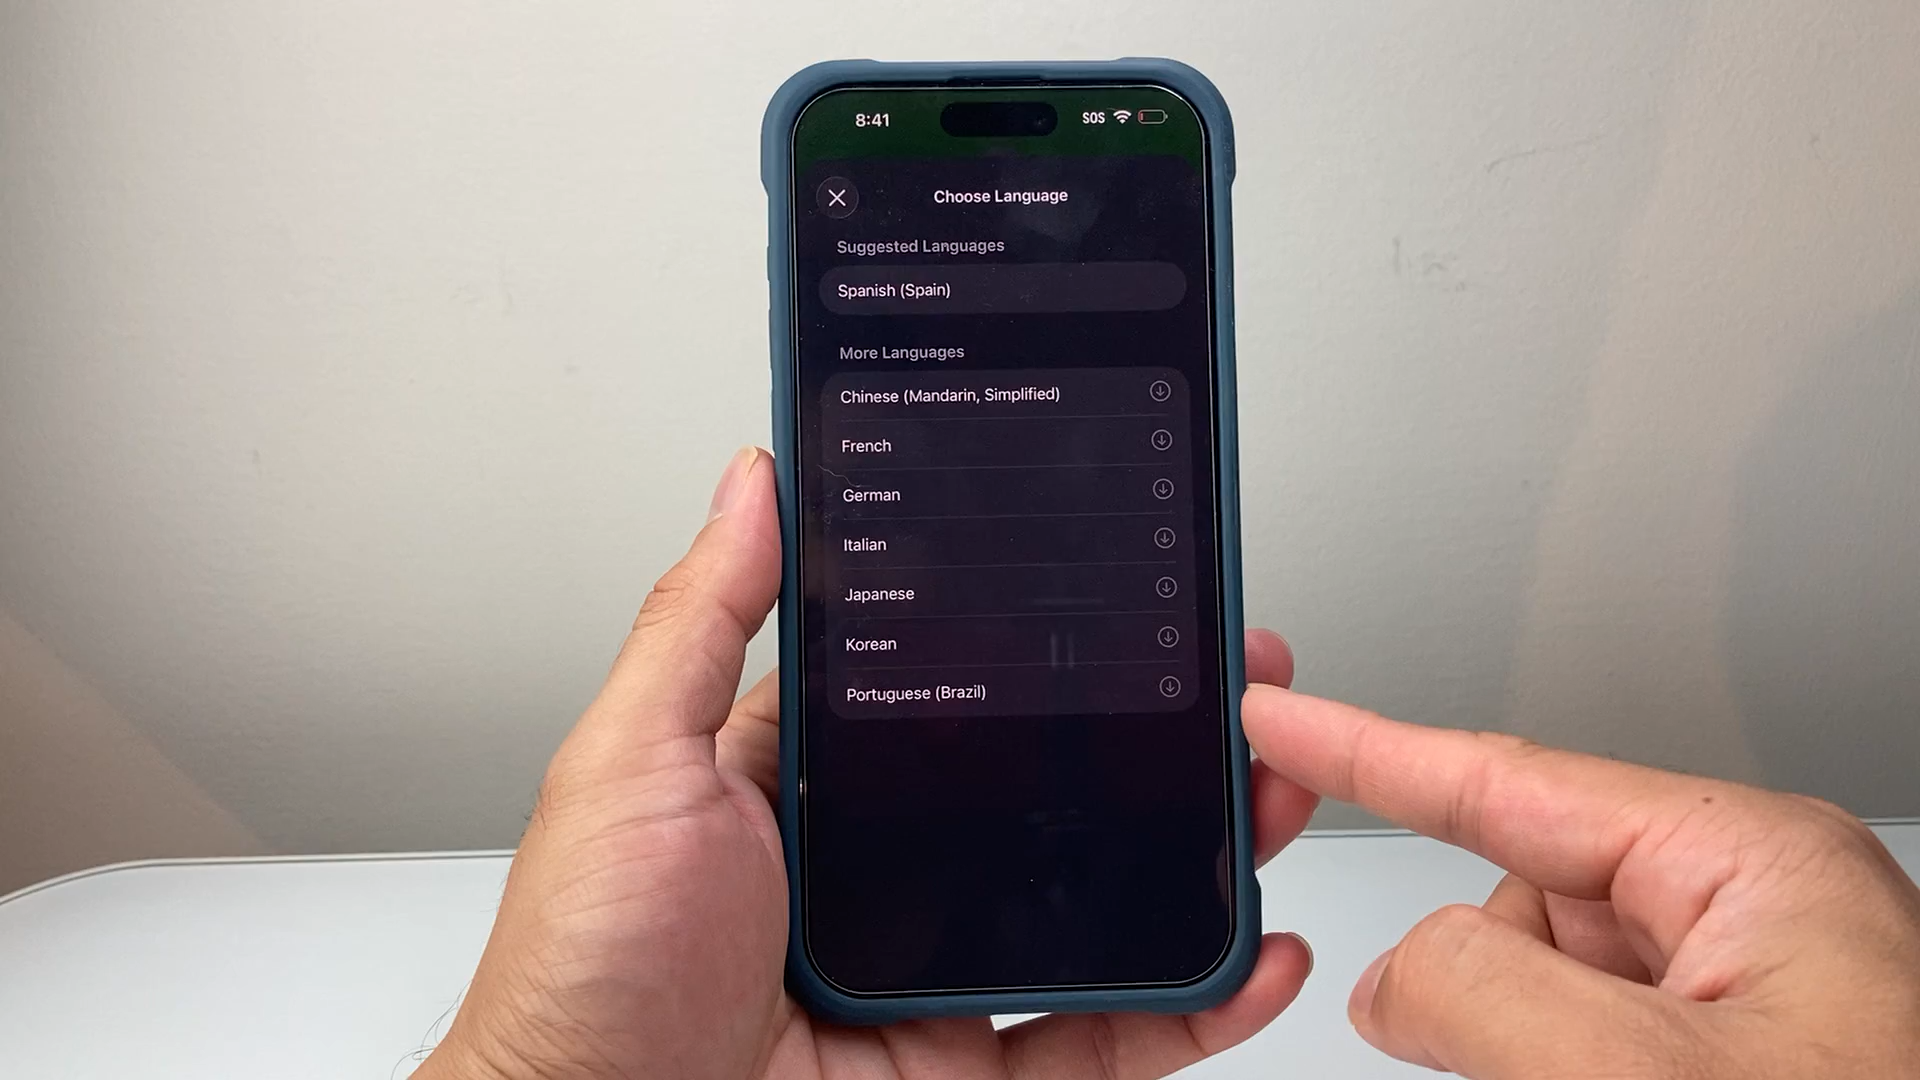 8:41 SOS
Choose Language
Suggested Languages
Spanish (Spain)
More Languages
Chinese (Mandarin, Simplified)
French
German
Italian
Japanese
Korean
Portuguese (Brazil)